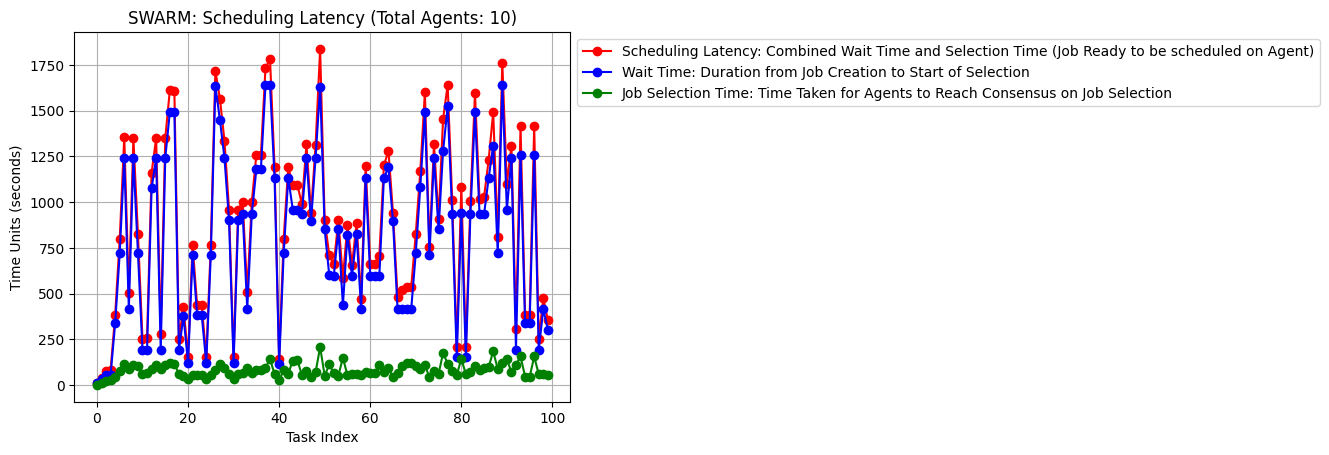 SWARM: Scheduling Latency (Total Agents: 10)
Scheduling Latency: Combined Wait Time and Selection Time (Job Ready to be scheduled on Agent)
Wait Time: Duration from Job Creation to Start of Selection
Job Selection Time: Time Taken for Agents to Reach Consensus on Job Selection
Time Units (seconds)
1750
1500
1250
1000
750
500
250
0
0 20 40 60 80 100
Task Index